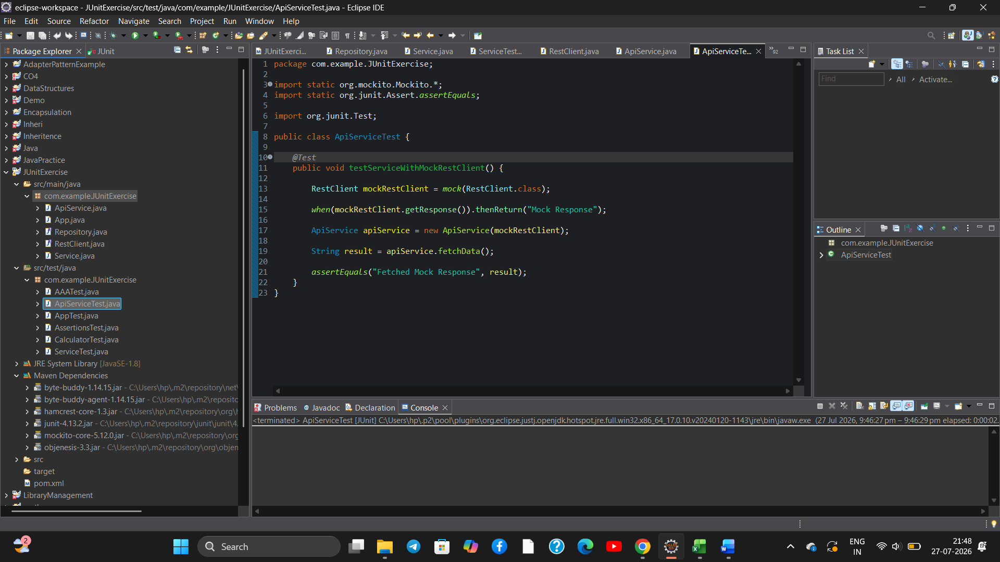 eclipse-workspace - JUnitExercise/src/test/java/com/example/JUnitExercise/ApiServiceTest.java - Eclipse IDE
File Edit Source Refactor Navigate Search Project Run Window Help
Package Explorer JUnit
AdapterPatternExample
CO4
DataStructures
Demo
Encapsulation
Inheri
Inheritence
Java
JavaPractice
JUnitExercise
src/main/java
com.example.JUnitExercise
ApiService.java
App.java
Repository.java
RestClient.java
Service.java
src/test/java
com.example.JUnitExercise
AAATest.java
ApiServiceTest.java
AppTest.java
AssertionsTest.java
CalculatorTest.java
ServiceTest.java
JRE System Library [JavaSE-1.8]
Maven Dependencies
byte-buddy-1.14.15.jar - C:\Users\hp\.m2\repository\net\
byte-buddy-agent-1.14.15.jar - C:\Users\hp\.m2\reposito
hamcrest-core-1.3.jar - C:\Users\hp\.m2\repository\org\
junit-4.13.2.jar - C:\Users\hp\.m2\repository\junit\junit\4.
mockito-core-5.12.0.jar - C:\Users\hp\.m2\repository\org
objenesis-3.3.jar - C:\Users\hp\.m2\repository\org\objen
src
target
pom.xml
LibraryManagement
JUnitExerci... Repository.java Service.java ServiceTest... RestClient.java ApiService.java ApiServiceTe... 92
1 package com.example.JUnitExercise;
2
3 import static org.mockito.Mockito.*;
4 import static org.junit.Assert.assertEquals;
5
6 import org.junit.Test;
7
8 public class ApiServiceTest {
9
10 @Test
11 public void testServiceWithMockRestClient() {
12
13 RestClient mockRestClient = mock(RestClient.class);
14
15 when(mockRestClient.getResponse()).thenReturn("Mock Response");
16
17 ApiService apiService = new ApiService(mockRestClient);
18
19 String result = apiService.fetchData();
20
21 assertEquals("Fetched Mock Response", result);
22 }
23 }
Task List
Find All Activate...
Outline
com.example.JUnitExercise
ApiServiceTest
Problems Javadoc Declaration Console
<terminated> ApiServiceTest [JUnit] C:\Users\hp\.p2\pool\plugins\org.eclipse.justj.openjdk.hotspot.jre.full.win32.x86_64_17.0.10.v20240120-1143\jre\bin\javaw.exe (27 Jul 2026, 9:46:27 pm – 9:46:29 pm elapsed: 0:00:02.
2
Search
ENG
IN
21:48
27-07-2026